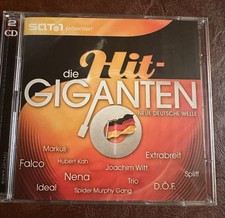 2 CD
SAT.1 präsentiert
die Hit-
GIGANTEN
NEUE DEUTSCHE WELLE
Markus
Extrabreit
Hubert Kah
Falco
Joachim Witt
Spliff
Nena
Trio
Ideal
D.Ö.F.
Spider Murphy Gang